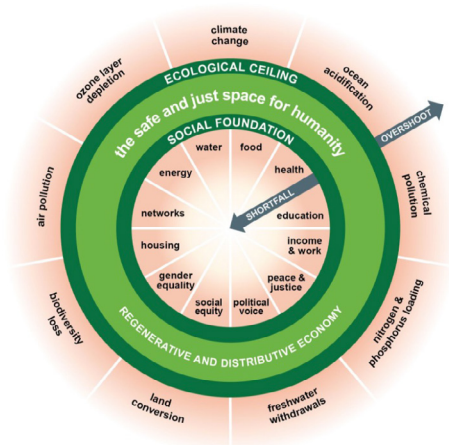 climate
change
ocean
acidification
chemical
pollution
nitrogen &
phosphorus loading
freshwater
withdrawals
land
conversion
biodiversity
loss
air pollution
ozone layer
depletion
ECOLOGICAL CEILING
the safe and just space for humanity
SOCIAL FOUNDATION
OVERSHOOT
SHORTFALL
water
food
health
education
income
& work
peace &
justice
political
voice
social
equity
gender
equality
housing
networks
energy
REGENERATIVE AND DISTRIBUTIVE ECONOMY